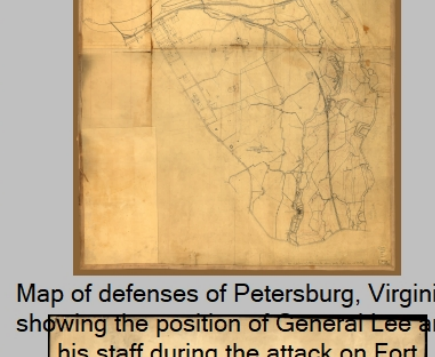 Map of defenses of Petersburg, Virgini
showing the position of General Lee a
his staff during the attack on Fort